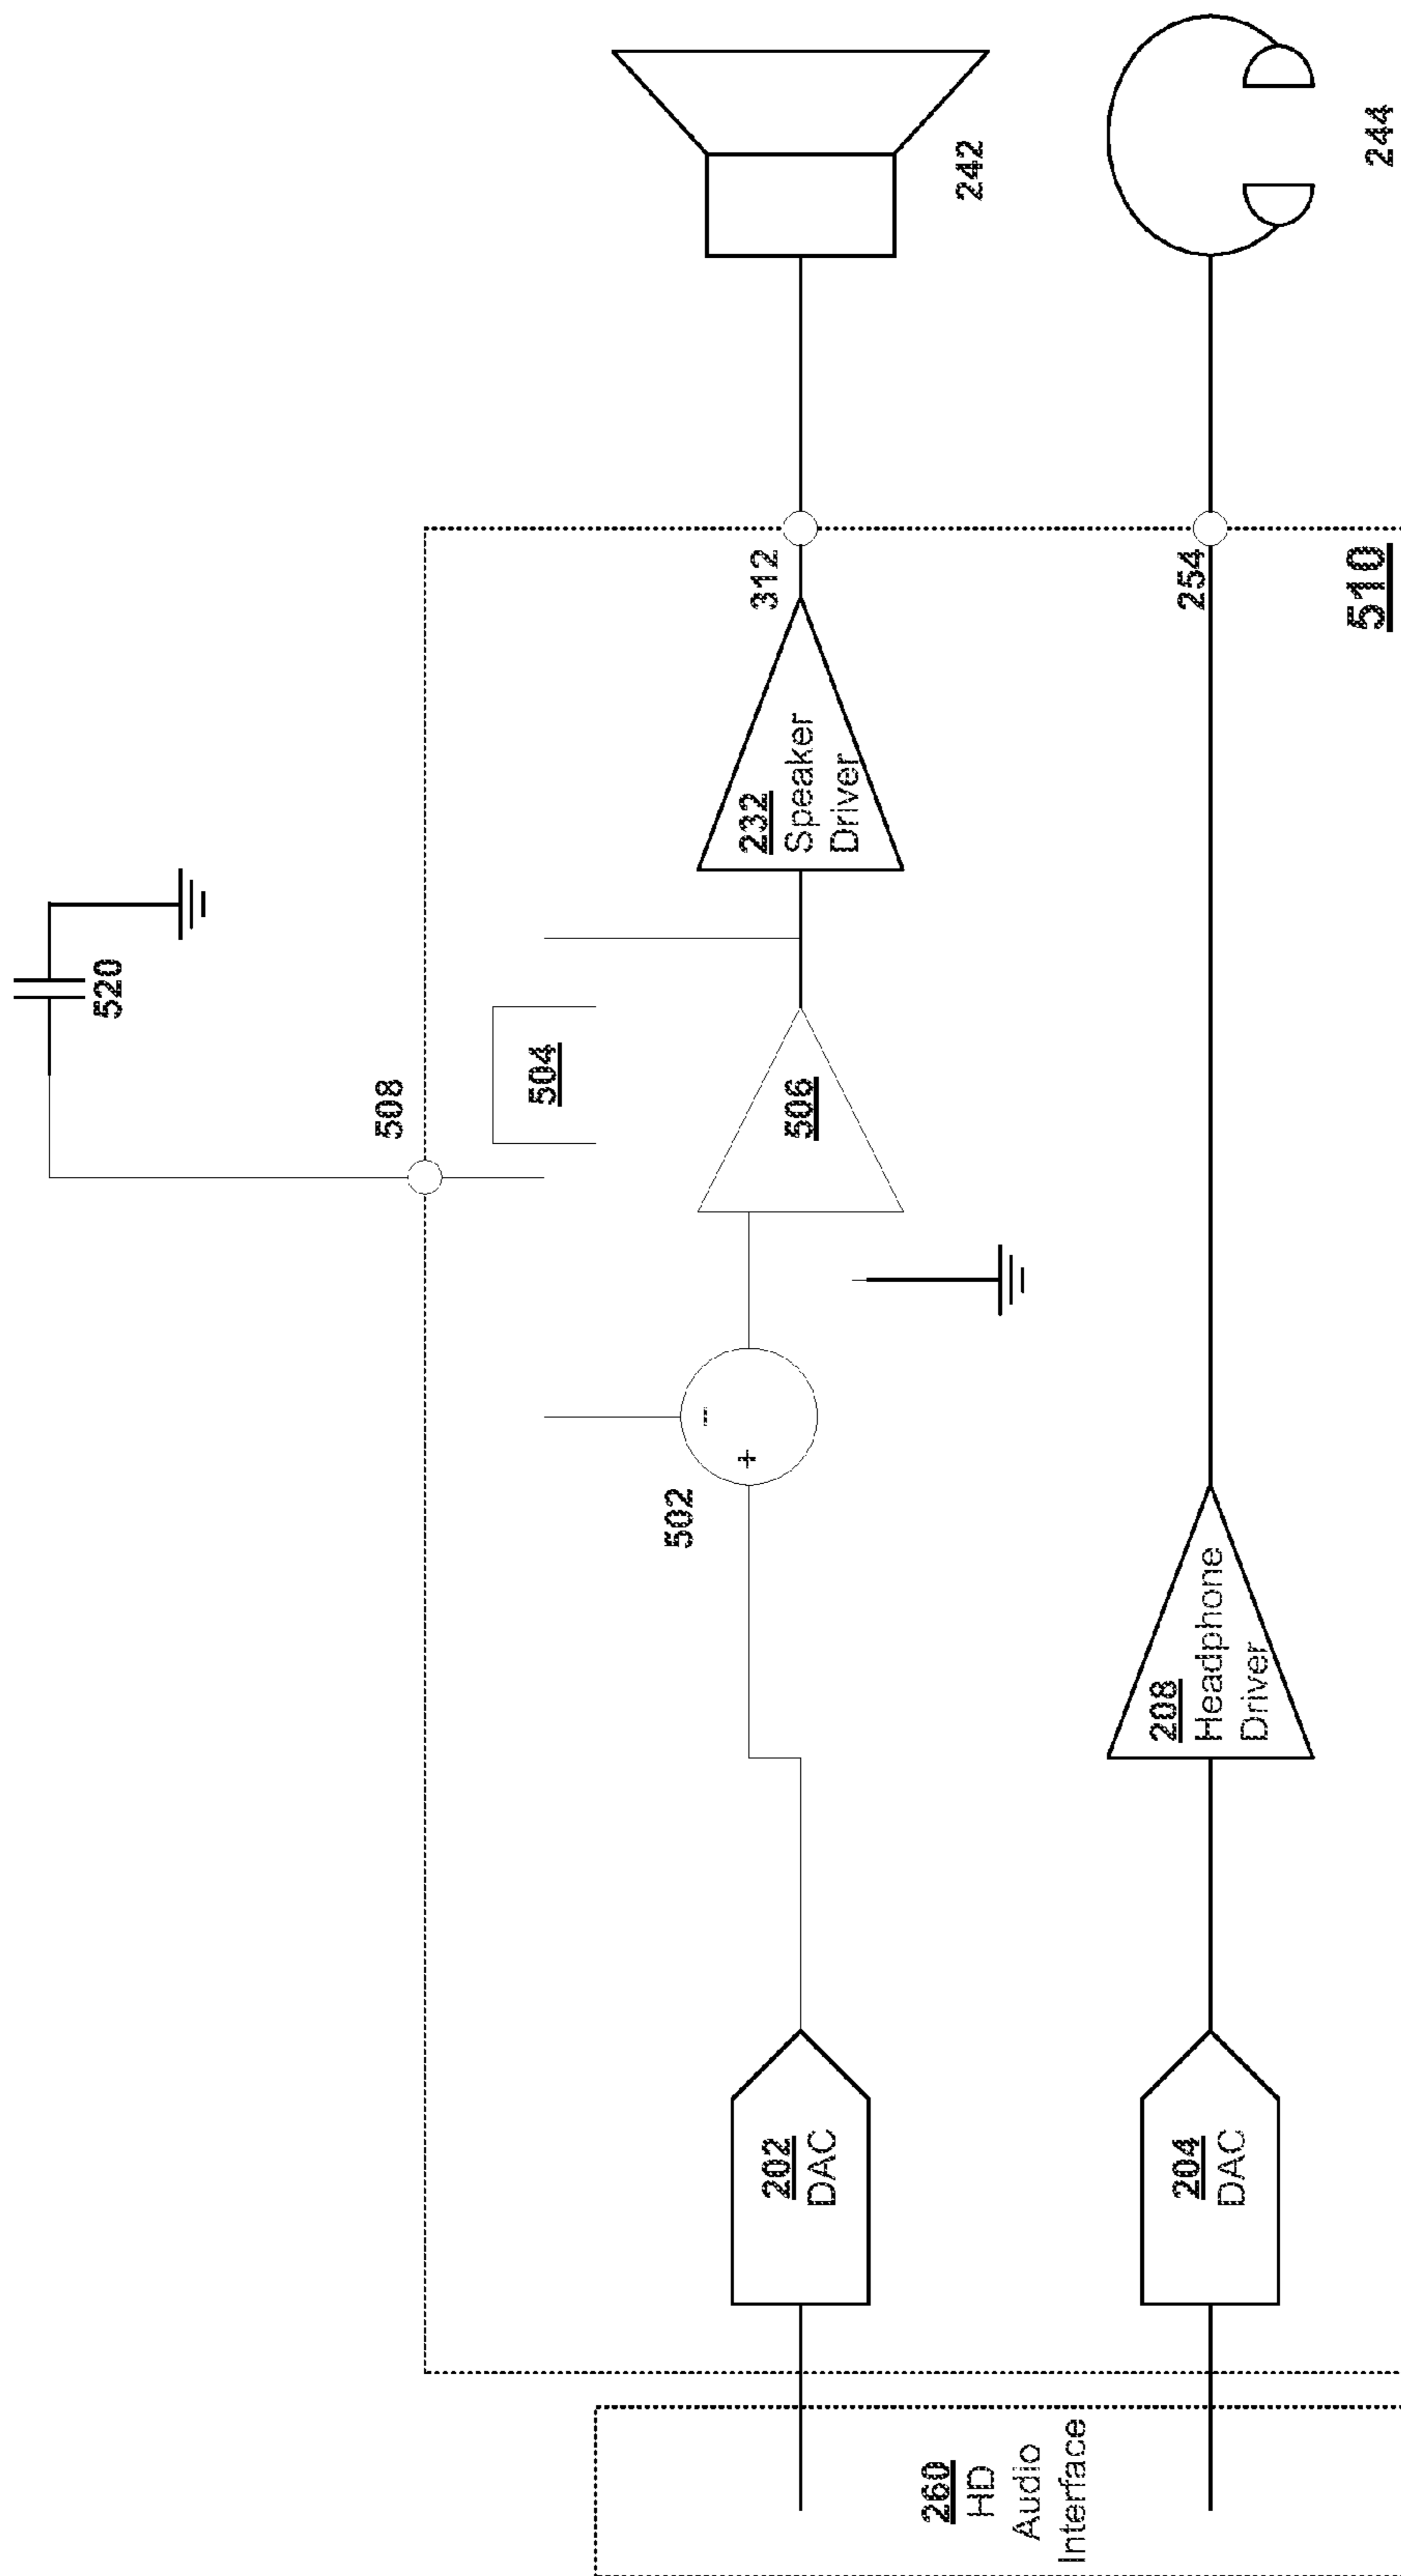 520
508
504
506
502
-
+
232
Speaker
Driver
312
242
202
DAC
260
HD
Audio
Interface
204
DAC
208
Headphone
Driver
254
244
510